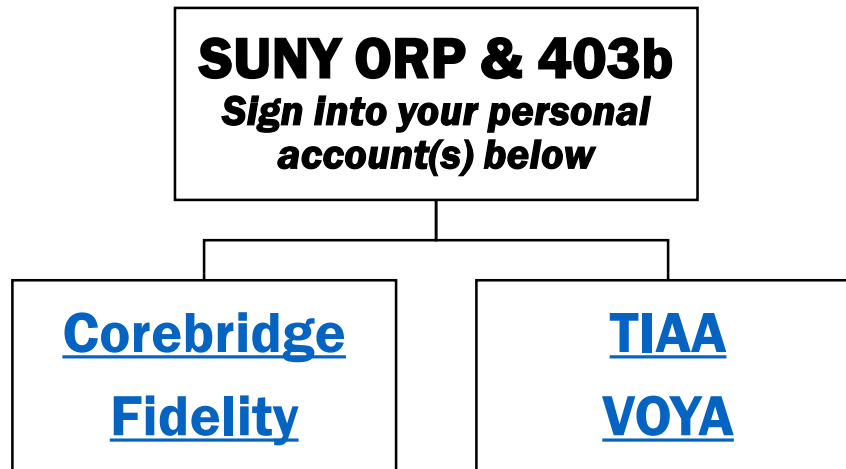 SUNY ORP & 403b
Sign into your personal
account(s) below
Corebridge
Fidelity
TIAA
VOYA